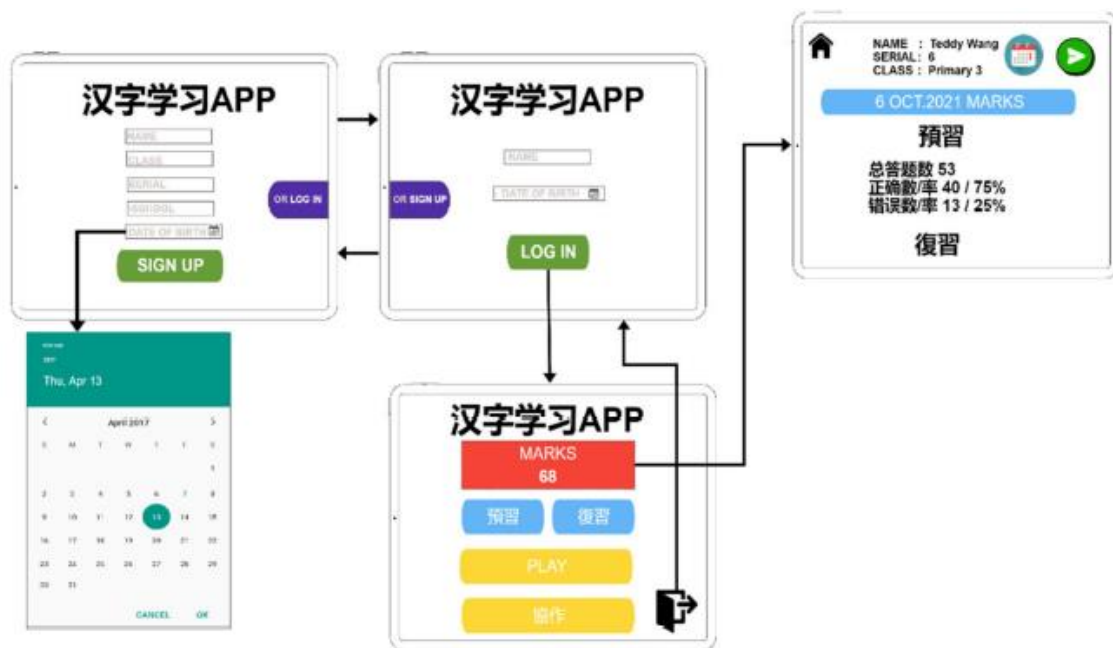 汉字学习APP
NAME
CLASS
SERIAL
DATE OF BIRTH
SIGN UP
OR LOG IN
汉字学习APP
NAME
DATE OF BIRTH
OR SIGN UP
LOG IN
NAME : Teddy Wang
SERIAL: 6
CLASS : Primary 3
6 OCT.2021 MARKS
預習
总答题数 53
正确數/率 40 / 75%
错误数/率 13 / 25%
復習
Thu, Apr 13
< April 2017 >
S M T W T F S
1
2 3 4 5 6 7 8
9 10 11 12 13 14 15
16 17 18 19 20 21 22
23 24 25 26 27 28 29
30 31
CANCEL OK
汉字学习APP
MARKS
68
預習 復習
PLAY
協作